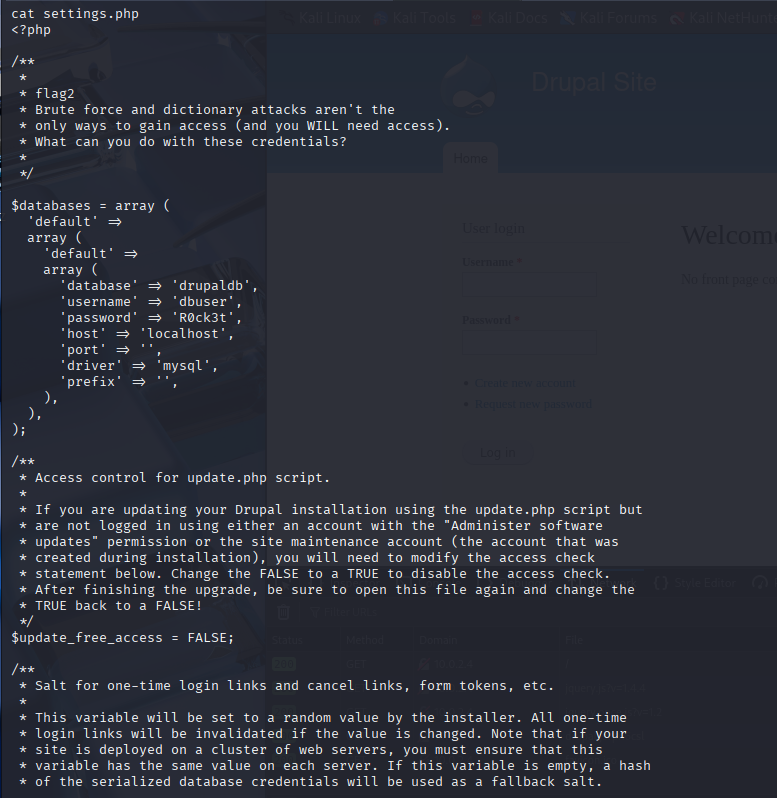 cat settings.php
<?php
/**
 *
 * flag2
 * Brute force and dictionary attacks aren't the
 * only ways to gain access (and you WILL need access).
 * What can you do with these credentials?
 *
 */
$databases = array (
  'default' =>
  array (
    'default' =>
    array (
      'database' => 'drupaldb',
      'username' => 'dbuser',
      'password' => 'R0ck3t',
      'host' => 'localhost',
      'port' => '',
      'driver' => 'mysql',
      'prefix' => '',
    ),
  ),
);
/**
 * Access control for update.php script.
 *
 * If you are updating your Drupal installation using the update.php script but
 * are not logged in using either an account with the "Administer software
 * updates" permission or the site maintenance account (the account that was
 * created during installation), you will need to modify the access check
 * statement below. Change the FALSE to a TRUE to disable the access check.
 * After finishing the upgrade, be sure to open this file again and change the
 * TRUE back to a FALSE!
 */
$update_free_access = FALSE;
/**
 * Salt for one-time login links and cancel links, form tokens, etc.
 *
 * This variable will be set to a random value by the installer. All one-time
 * login links will be invalidated if the value is changed. Note that if your
 * site is deployed on a cluster of web servers, you must ensure that this
 * variable has the same value on each server. If this variable is empty, a hash
 * of the serialized database credentials will be used as a fallback salt.
Kali Linux Kali Tools Kali Docs Kali Forums Kali NetHun
Drupal Site
Home
User login
Welcom
Username *
No front page co
Password *
Create new account
Request new password
Log in
Style Editor
Filter URLs
Status Method Domain File
GET